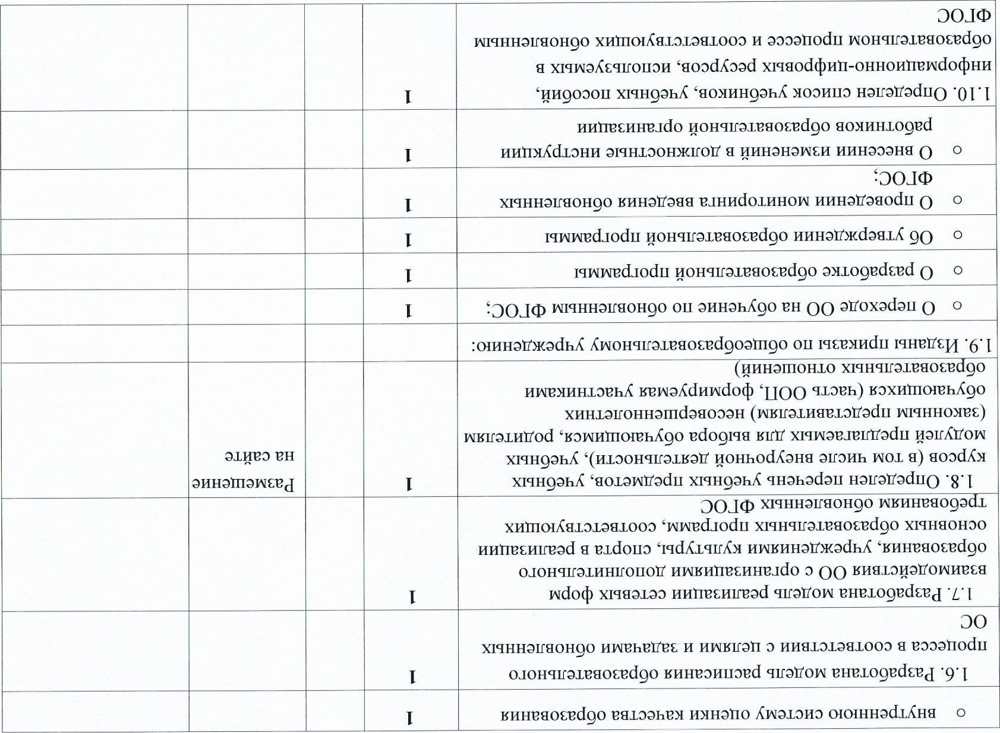 ○ внутреннюю систему оценки качества образования 1
1.6. Разработана модель расписания образовательного 1
процесса в соответствии с целями и задачами обновленных
ОС
1.7. Разработана модель реализации сетевых форм 1
взаимодействия ОО с организациями дополнительного
образования, учреждениями культуры, спорта в реализации
основных образовательных программ, соответствующих
требованиям обновленных ФГОС
1.8. Определен перечень учебных предметов, учебных 1 Размещение
курсов (в том числе внеурочной деятельности), учебных на сайте
модулей предлагаемых для выбора обучающимся, родителям
(законным представителям) несовершеннолетних
обучающихся (часть ООП, формируемая участниками
образовательных отношений)
1.9. Изданы приказы по общеобразовательному учреждению:
○ О переходе ОО на обучение по обновленным ФГОС; 1
○ О разработке образовательной программы 1
○ Об утверждении образовательной программы 1
○ О проведении мониторинга введения обновленных 1
ФГОС;
○ О внесении изменений в должностные инструкции 1
работников образовательной организации
1.10. Определен список учебников, учебных пособий, 1
информационно-цифровых ресурсов, используемых в
образовательном процессе и соответствующих обновленным
ФГОС